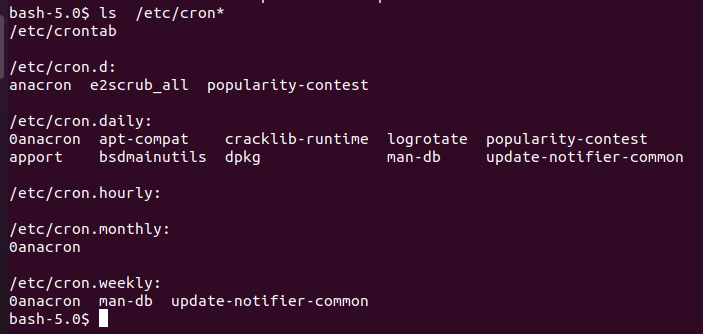 bash-5.0$ ls  /etc/cron*
/etc/crontab

/etc/cron.d:
anacron  e2scrub_all  popularity-contest

/etc/cron.daily:
0anacron  apt-compat    cracklib-runtime  logrotate  popularity-contest
apport    bsdmainutils  dpkg              man-db     update-notifier-common

/etc/cron.hourly:

/etc/cron.monthly:
0anacron

/etc/cron.weekly:
0anacron  man-db  update-notifier-common
bash-5.0$